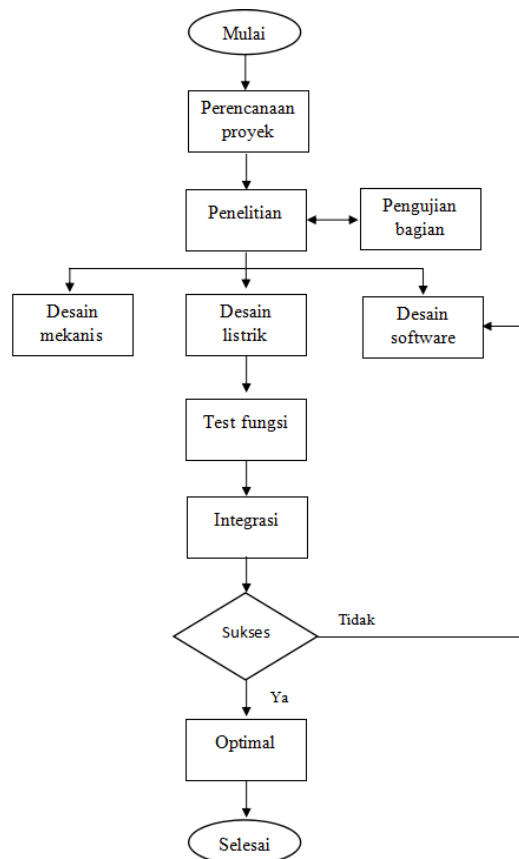 Mulai
Perencanaan
proyek
Penelitian
Pengujian
bagian
Desain
mekanis
Desain
listrik
Desain
software
Test fungsi
Integrasi
Sukses
Tidak
Ya
Optimal
Selesai